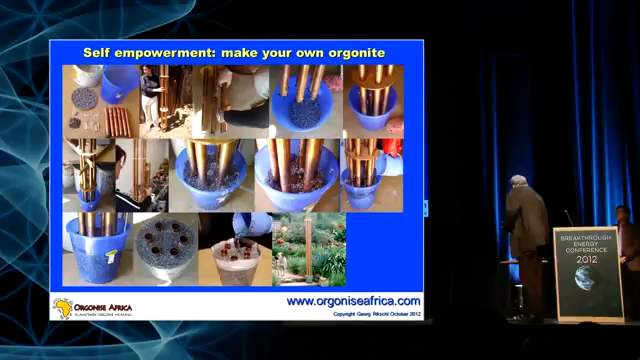 Self empowerment: make your own orgonite
ORGONISE AFRICA
PLANETARY ORGONE HEALING
www.orgoniseafrica.com
Copyright Georg Ritschl October 2012
BREAKTHROUGH
ENERGY
CONFERENCE
2012